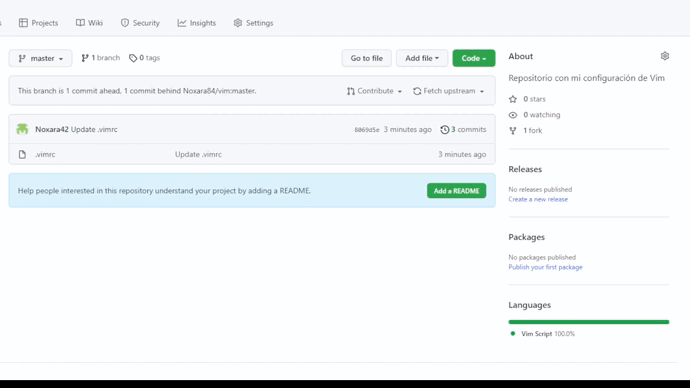 Projects Wiki Security Insights Settings
master 1 branch 0 tags Go to file Add file Code
This branch is 1 commit ahead, 1 commit behind Noxara84/vim:master. Contribute Fetch upstream
Noxara42 Update .vimrc 8069d5e 3 minutes ago 3 commits
.vimrc Update .vimrc 3 minutes ago
Help people interested in this repository understand your project by adding a README. Add a README
About
Repositorio con mi configuración de Vim
0 stars
0 watching
1 fork
Releases
No releases published
Create a new release
Packages
No packages published
Publish your first package
Languages
Vim Script 100.0%